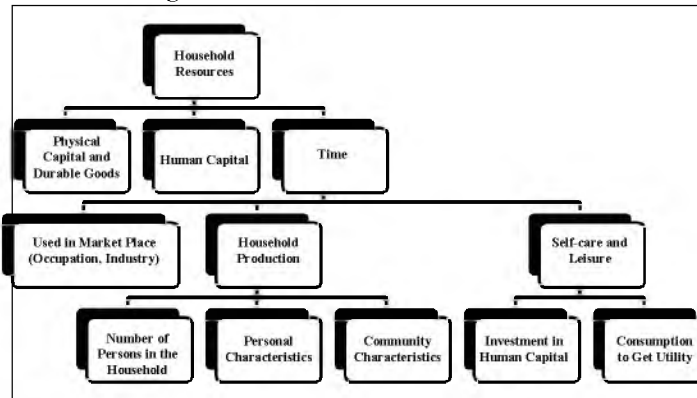 Household
Resources
Physical
Capital and
Durable Goods
Human Capital
Time
Used in Market Place
(Occupation, Industry)
Household
Production
Self-care and
Leisure
Number of
Persons in the
Household
Personal
Characteristics
Community
Characteristics
Investment in
Human Capital
Consumption
to Get Utility